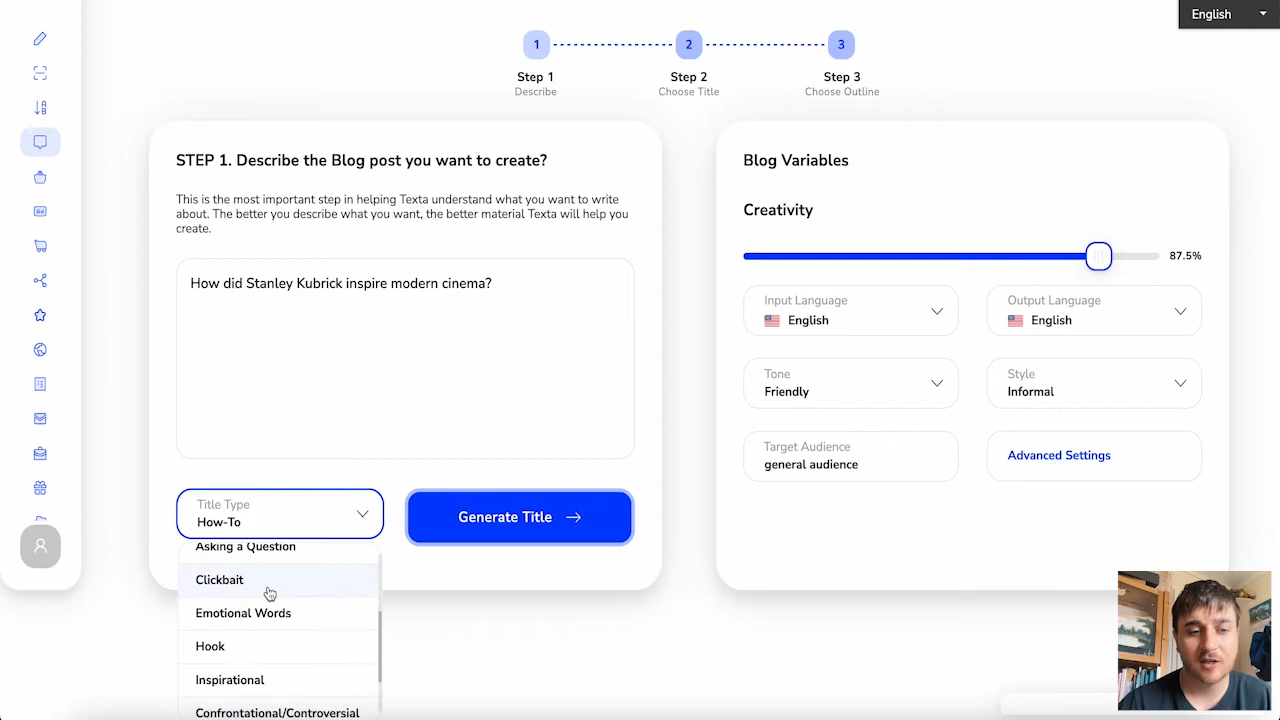 English
1
2
3
Step 1
Step 2
Step 3
Describe
Choose Title
Choose Outline
STEP 1. Describe the Blog post you want to create?
This is the most important step in helping Texta understand what you want to write
about. The better you describe what you want, the better material Texta will help you
create.
How did Stanley Kubrick inspire modern cinema?
Title Type
How-To
Generate Title
Asking a Question
Clickbait
Emotional Words
Hook
Inspirational
Confrontational/Controversial
Blog Variables
Creativity
87.5%
Input Language
English
Output Language
English
Tone
Friendly
Style
Informal
Target Audience
general audience
Advanced Settings